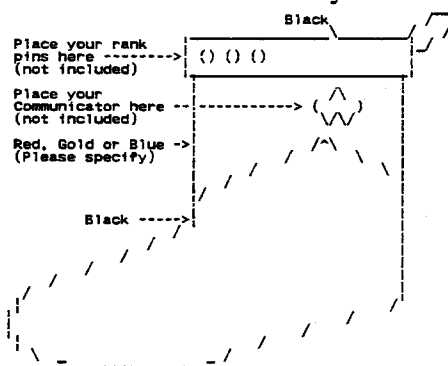 Black
Place your rank
pins here ------>
(not included)
() () ()
Place your
Communicator here ---->
(not included)
Red, Gold or Blue ->
(Please specify)
Black ------>